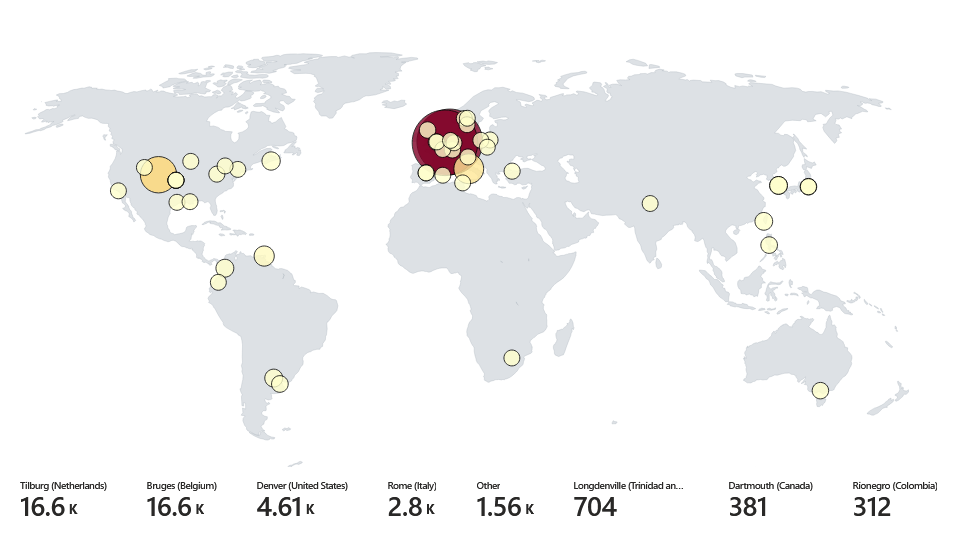 Tilburg (Netherlands) Bruges (Belgium) Denver (United States) Rome (Italy) Other Longdenville (Trinidad an... Dartmouth (Canada) Rionegro (Colombia)
16.6 K 16.6 K 4.61 K 2.8 K 1.56 K 704 381 312